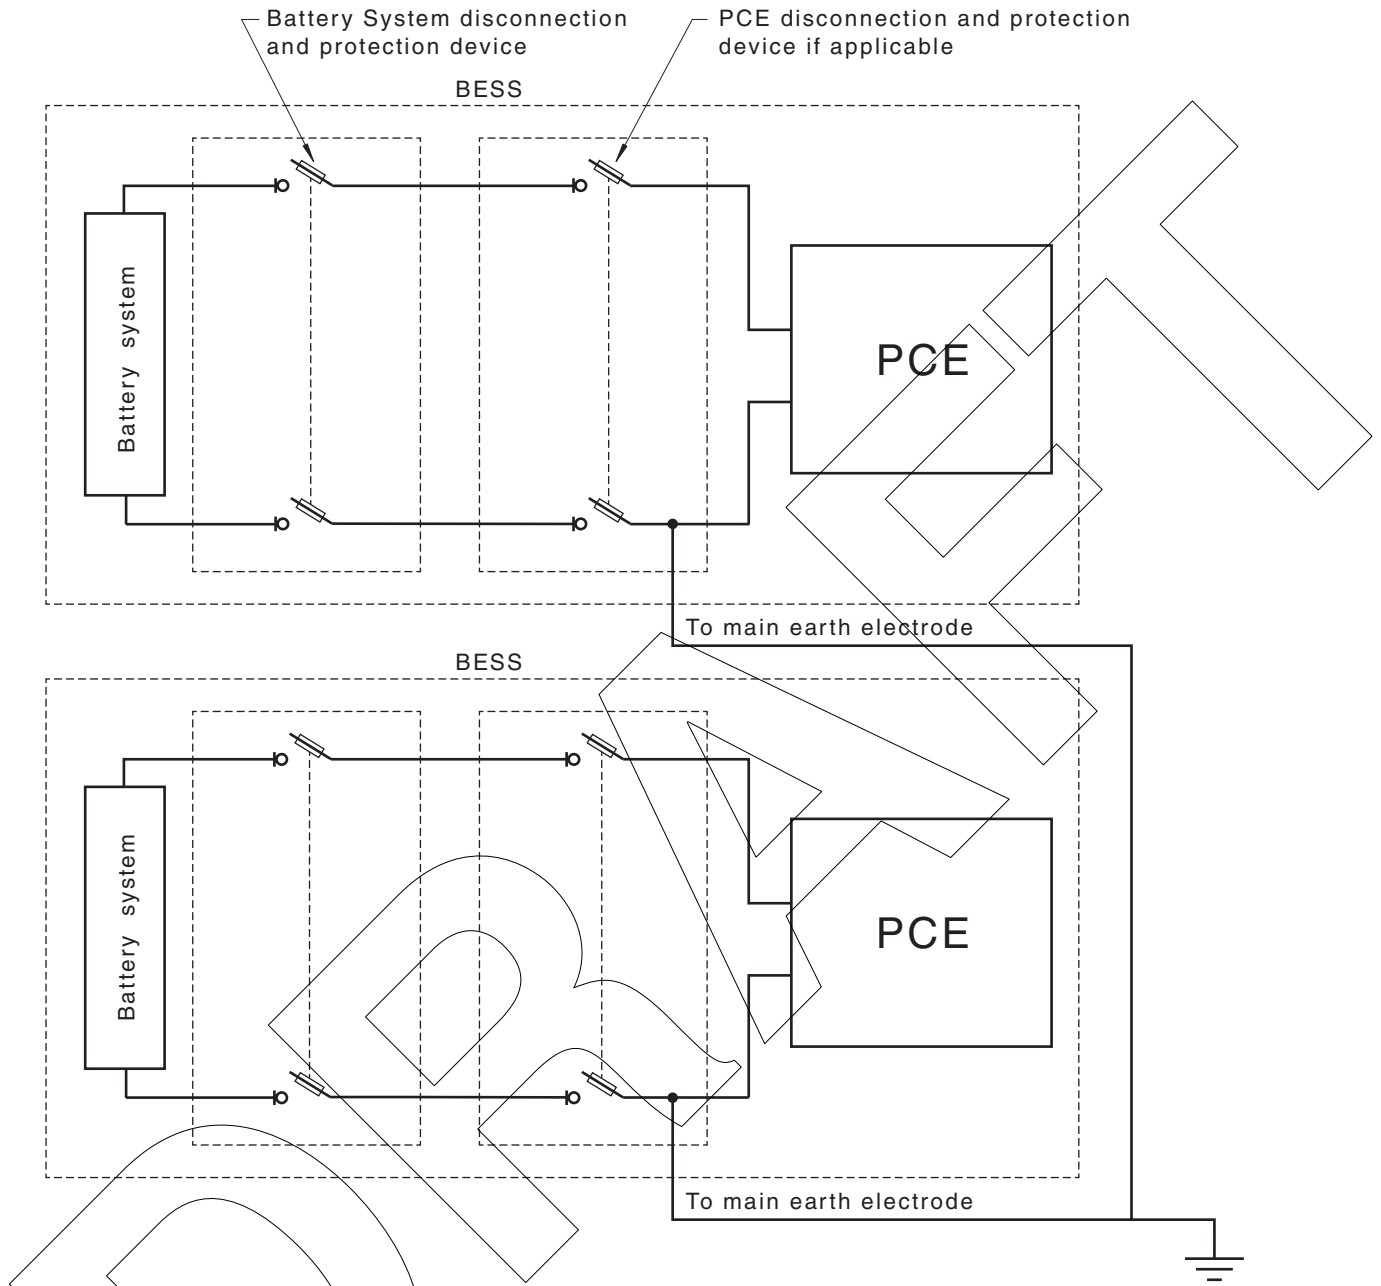 Battery System disconnection
and protection device
PCE disconnection and protection
device if applicable
BESS
Battery system
PCE
To main earth electrode
BESS
Battery system
PCE
To main earth electrode
DRAFT